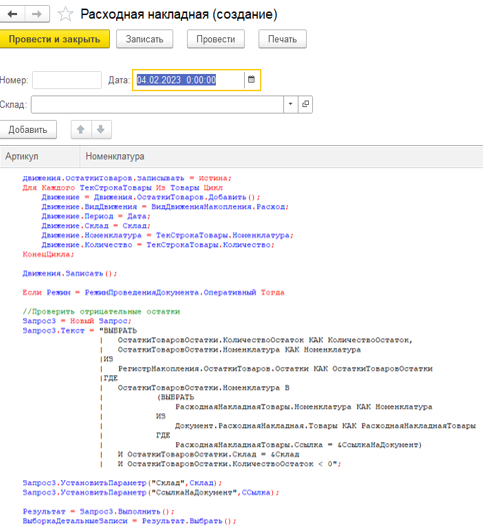 Расходная накладная (создание)
Провести и закрыть Записать Провести Печать
Номер: Дата: 04.02.2023 0:00:00
Склад:
Добавить
Артикул Номенклатура
Движения.ОстаткиТоваров.Записывать = Истина;
Для Каждого ТекСтрокаТовары Из Товары Цикл
Движение = Движения.ОстаткиТоваров.Добавить();
Движение.ВидДвижения = ВидДвиженияНакопления.Расход;
Движение.Период = Дата;
Движение.Склад = Склад;
Движение.Номенклатура = ТекСтрокаТовары.Номенклатура;
Движение.Количество = ТекСтрокаТовары.Количество;
КонецЦикла;
Движения.Записать();
Если Режим = РежимПроведенияДокумента.Оперативный Тогда
//Проверить отрицательные остатки
Запрос3 = Новый Запрос;
Запрос3.Текст = "ВЫБРАТЬ
| ОстаткиТоваровОстатки.КоличествоОстаток КАК КоличествоОстаток,
| ОстаткиТоваровОстатки.Номенклатура КАК Номенклатура
|ИЗ
| РегистрНакопления.ОстаткиТоваров.Остатки КАК ОстаткиТоваровОстатки
|ГДЕ
| ОстаткиТоваровОстатки.Номенклатура В
| (ВЫБРАТЬ
| РасходнаяНакладнаяТовары.Номенклатура КАК Номенклатура
| ИЗ
| Документ.РасходнаяНакладная.Товары КАК РасходнаяНакладнаяТовары
| ГДЕ
| РасходнаяНакладнаяТовары.Ссылка = &СсылкаНаДокумент)
| И ОстаткиТоваровОстатки.Склад = &Склад
| И ОстаткиТоваровОстатки.КоличествоОстаток < 0";
Запрос3.УстановитьПараметр("Склад",Склад);
Запрос3.УстановитьПараметр("СсылкаНаДокумент",ССылка);
Результат = Запрос3.Выполнить();
ВыборкаДетальныеЗаписи = Результат.Выбрать();